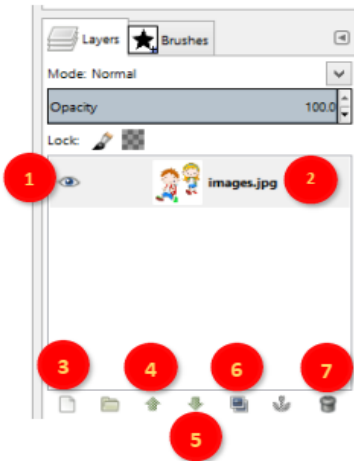 Layers Brushes
Mode: Normal
Opacity 100.0
Lock:
1 images.jpg 2
3 4 6 7
5